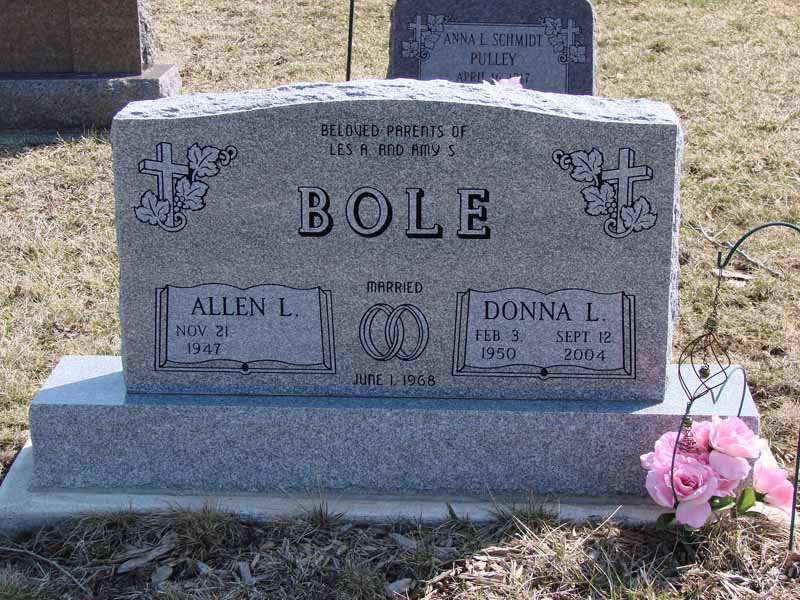 ANNA L. SCHMIDT
PULLEY
BELOVED PARENTS OF
LES A. AND AMY S
BOLE
ALLEN L.
NOV 21
1947
MARRIED
JUNE 1, 1968
DONNA L.
FEB 3, SEPT 12
1950 2004